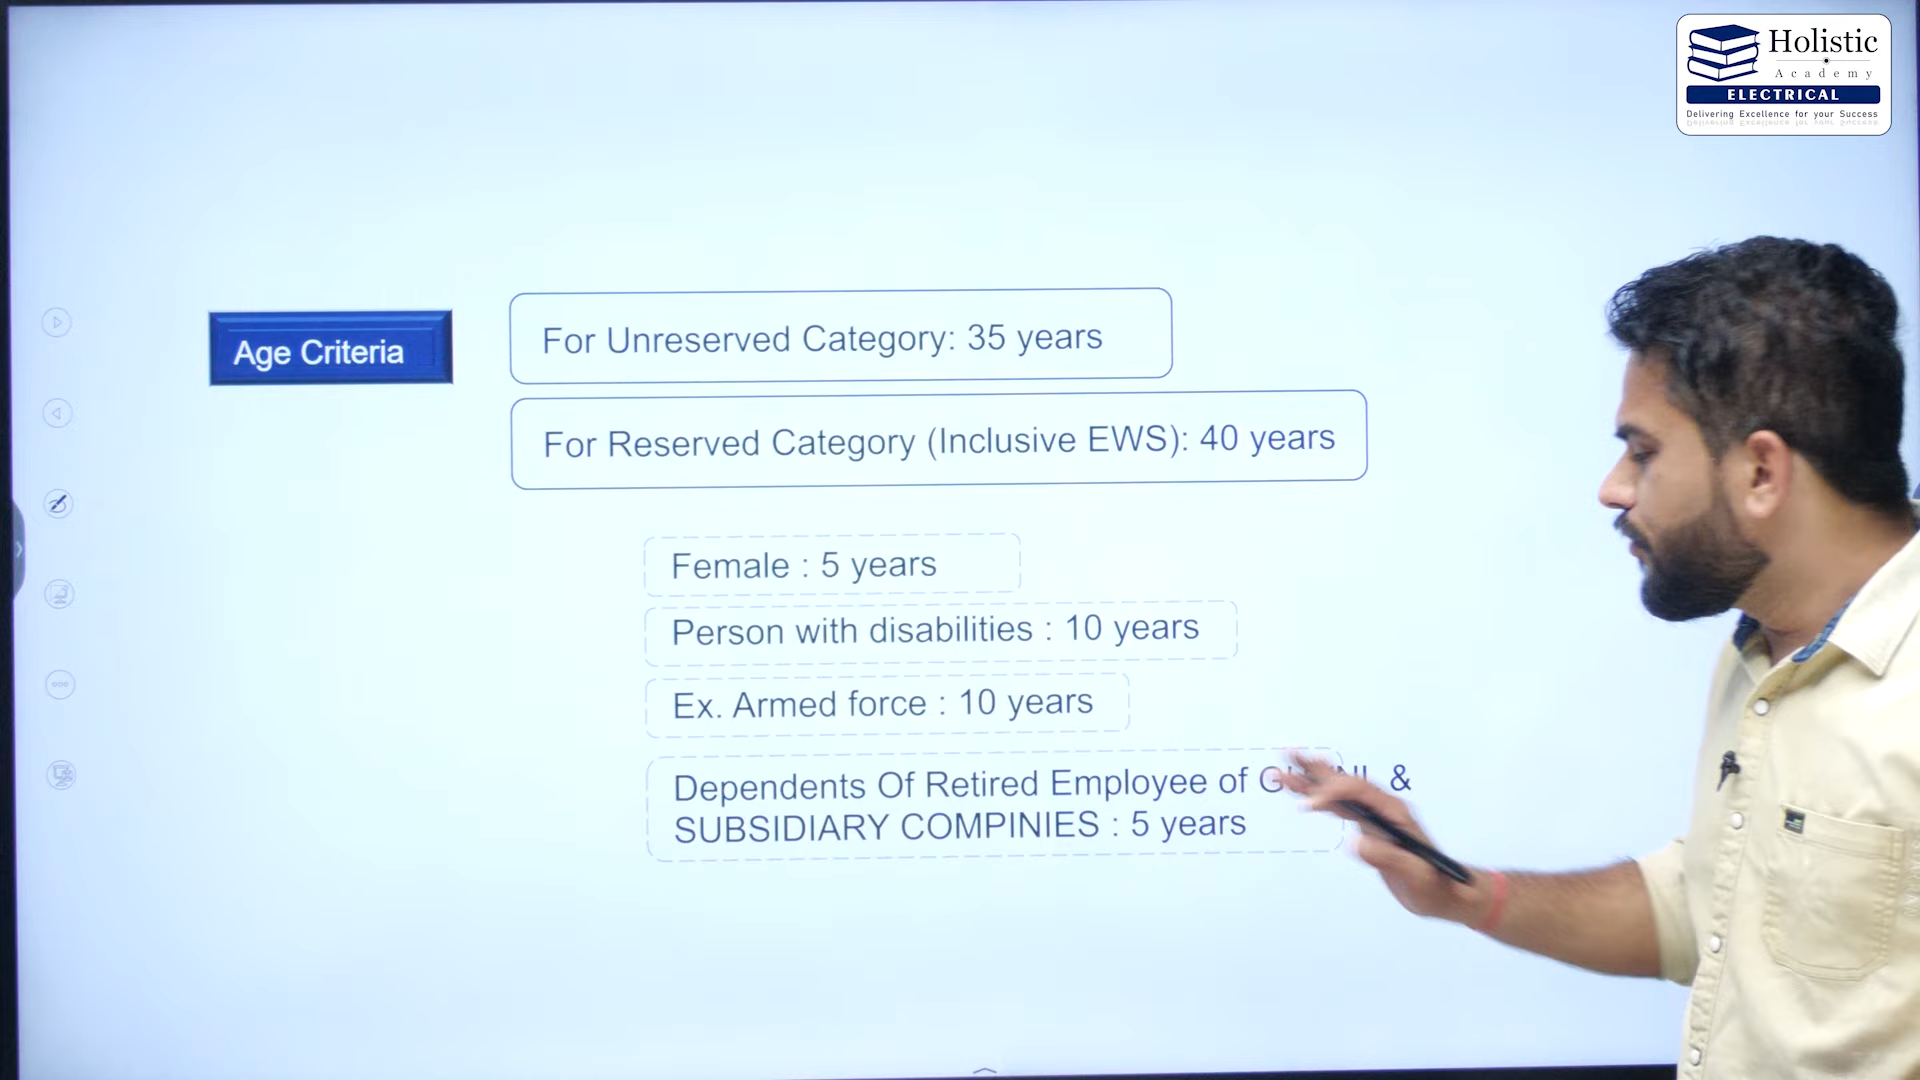 Holistic
Academy
ELECTRICAL
Delivering Excellence for your Success
Age Criteria
For Unreserved Category: 35 years
For Reserved Category (Inclusive EWS): 40 years
Female : 5 years
Person with disabilities : 10 years
Ex. Armed force : 10 years
Dependents Of Retired Employee of &
SUBSIDIARY COMPINIES : 5 years